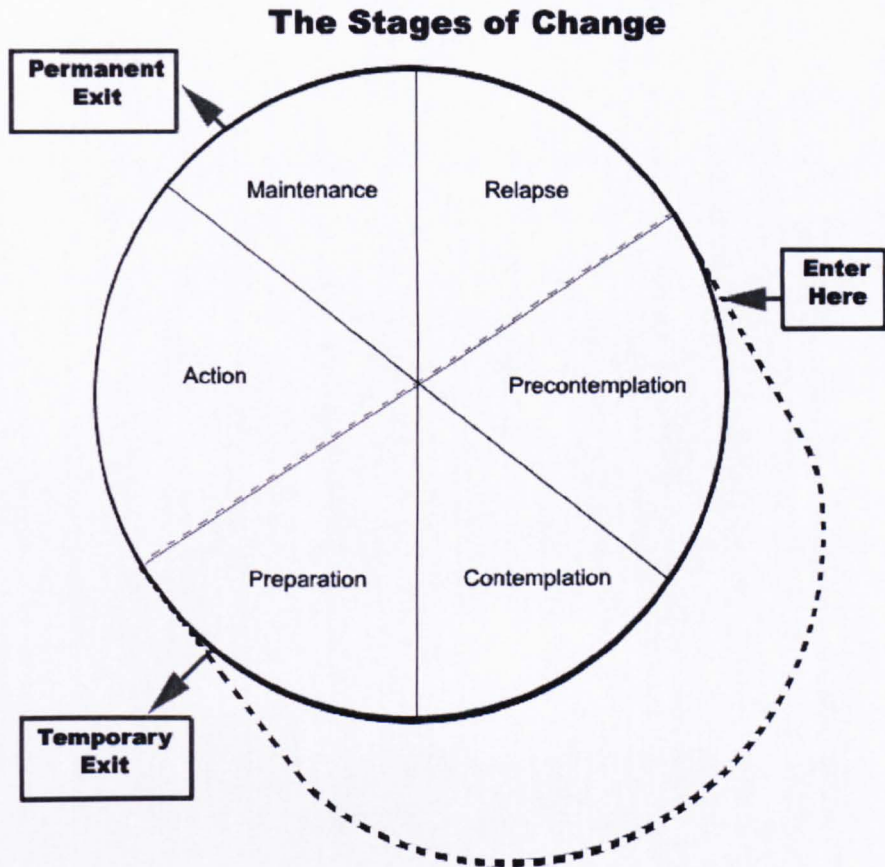 The Stages of Change
Permanent
Exit
Maintenance
Relapse
Enter
Here
Action
Precontemplation
Preparation
Contemplation
Temporary
Exit